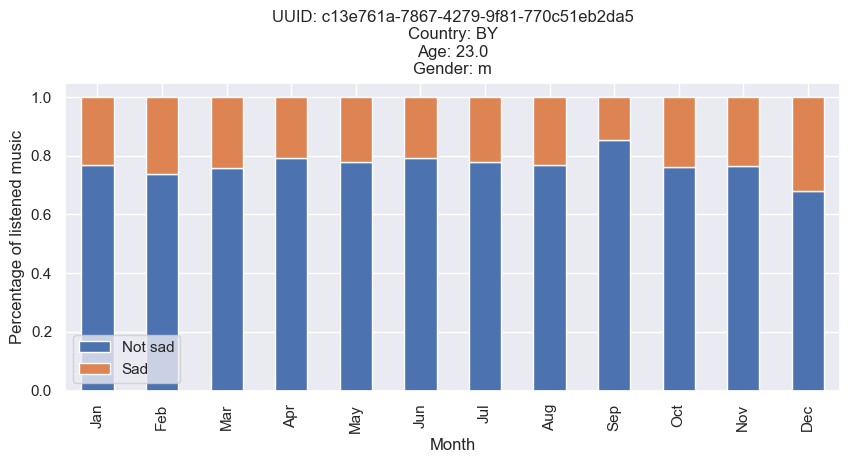 UUID: c13e761a-7867-4279-9f81-770c51eb2da5
Country: BY
Age: 23.0
Gender: m
Percentage of listened music
1.0
0.8
0.6
0.4
0.2
0.0
Not sad
Sad
Jan
Feb
Mar
Apr
May
Jun
Jul
Aug
Sep
Oct
Nov
Dec
Month